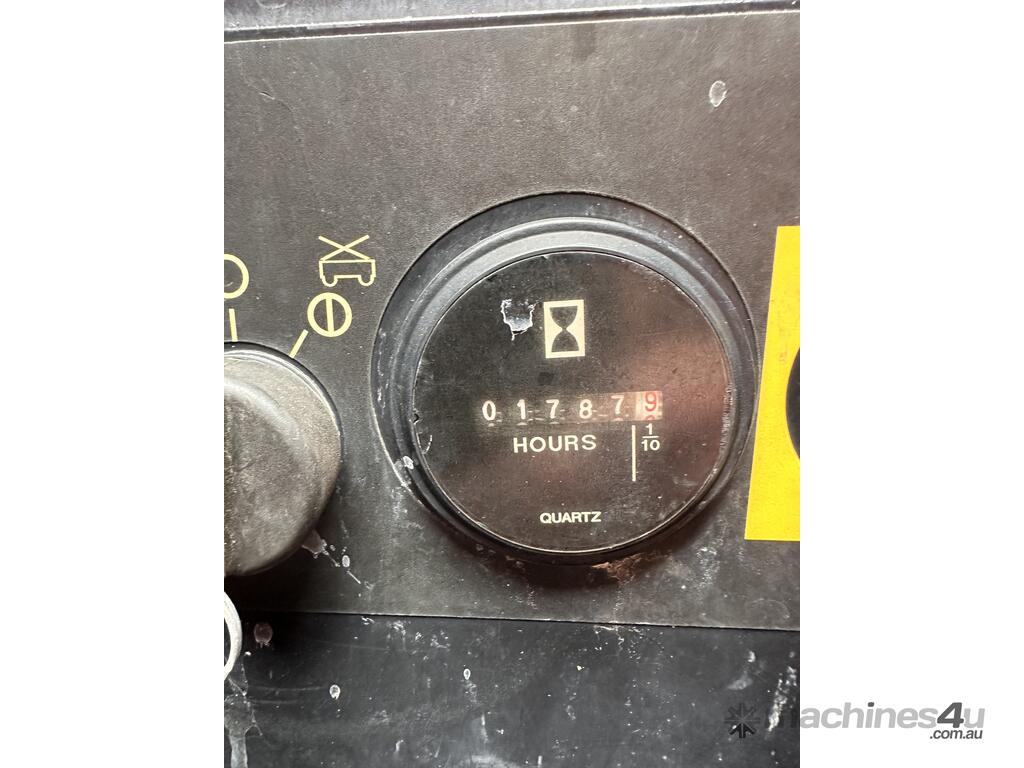 0 1 7 8 7 9
HOURS
1/10
QUARTZ
machines4u
.com.au